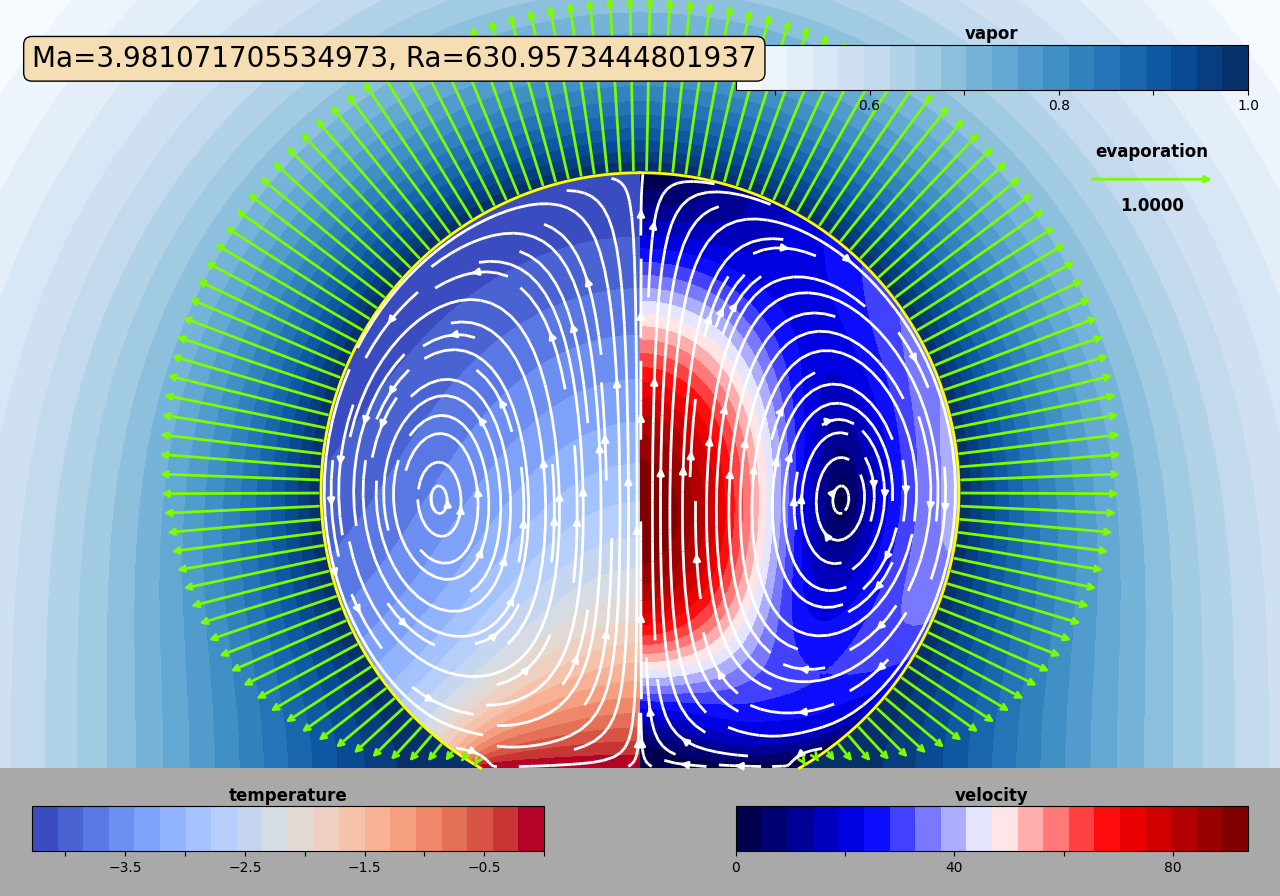 vapor
Ma=3.981071705534973, Ra=630.9573444801937
0.6 0.8 1.0
evaporation
1.0000
temperature
−3.5 −2.5 −1.5 −0.5
velocity
0 40 80